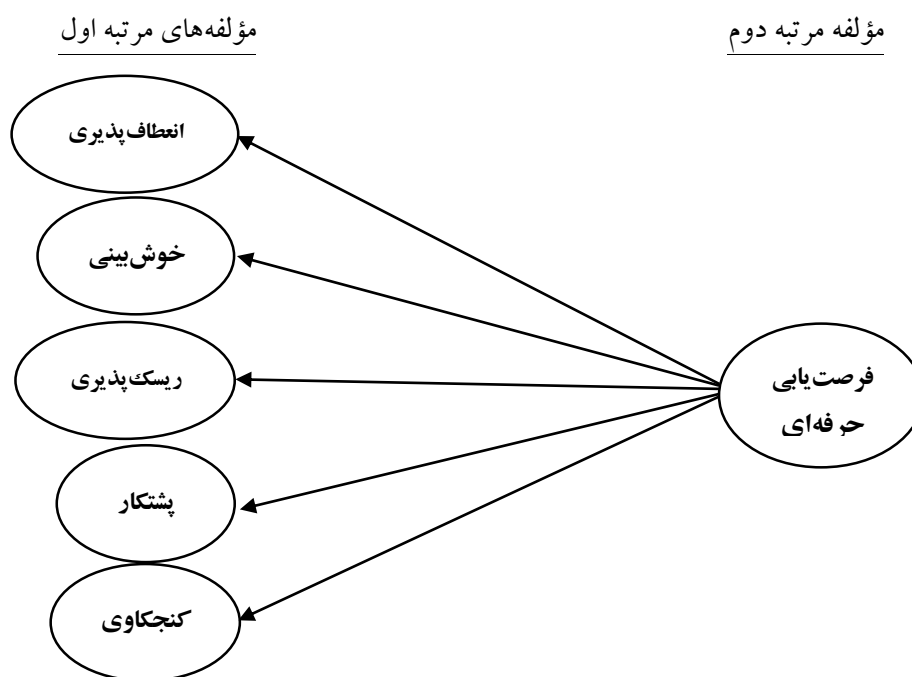 مؤلفه مرتبه دوم
مؤلفه‌های مرتبه اول
انعطاف‌پذیری
خوش‌بینی
ریسک‌پذیری
پشتکار
کنجکاوی
فرصت‌یابی
حرفه‌ای